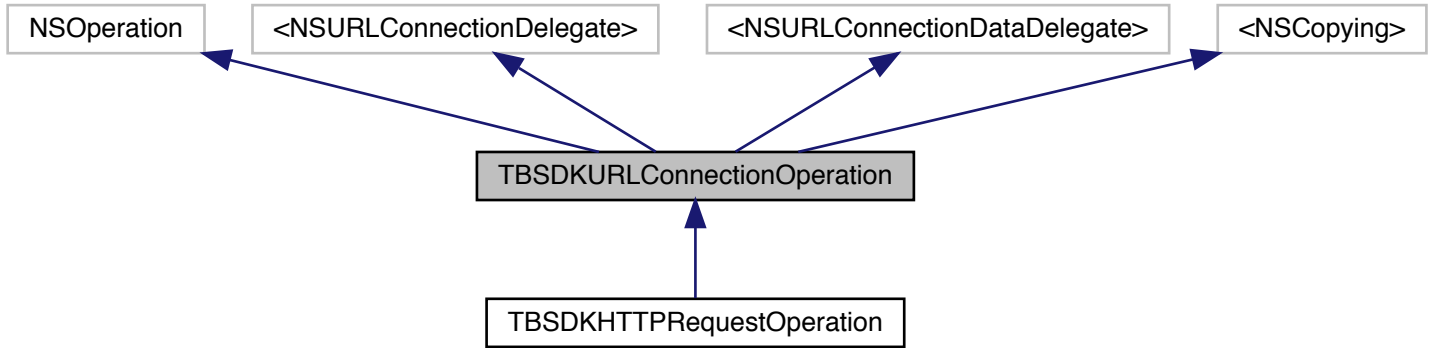 NSOperation
<NSURLConnectionDelegate>
<NSURLConnectionDataDelegate>
<NSCopying>
TBSDKURLConnectionOperation
TBSDKHTTPRequestOperation